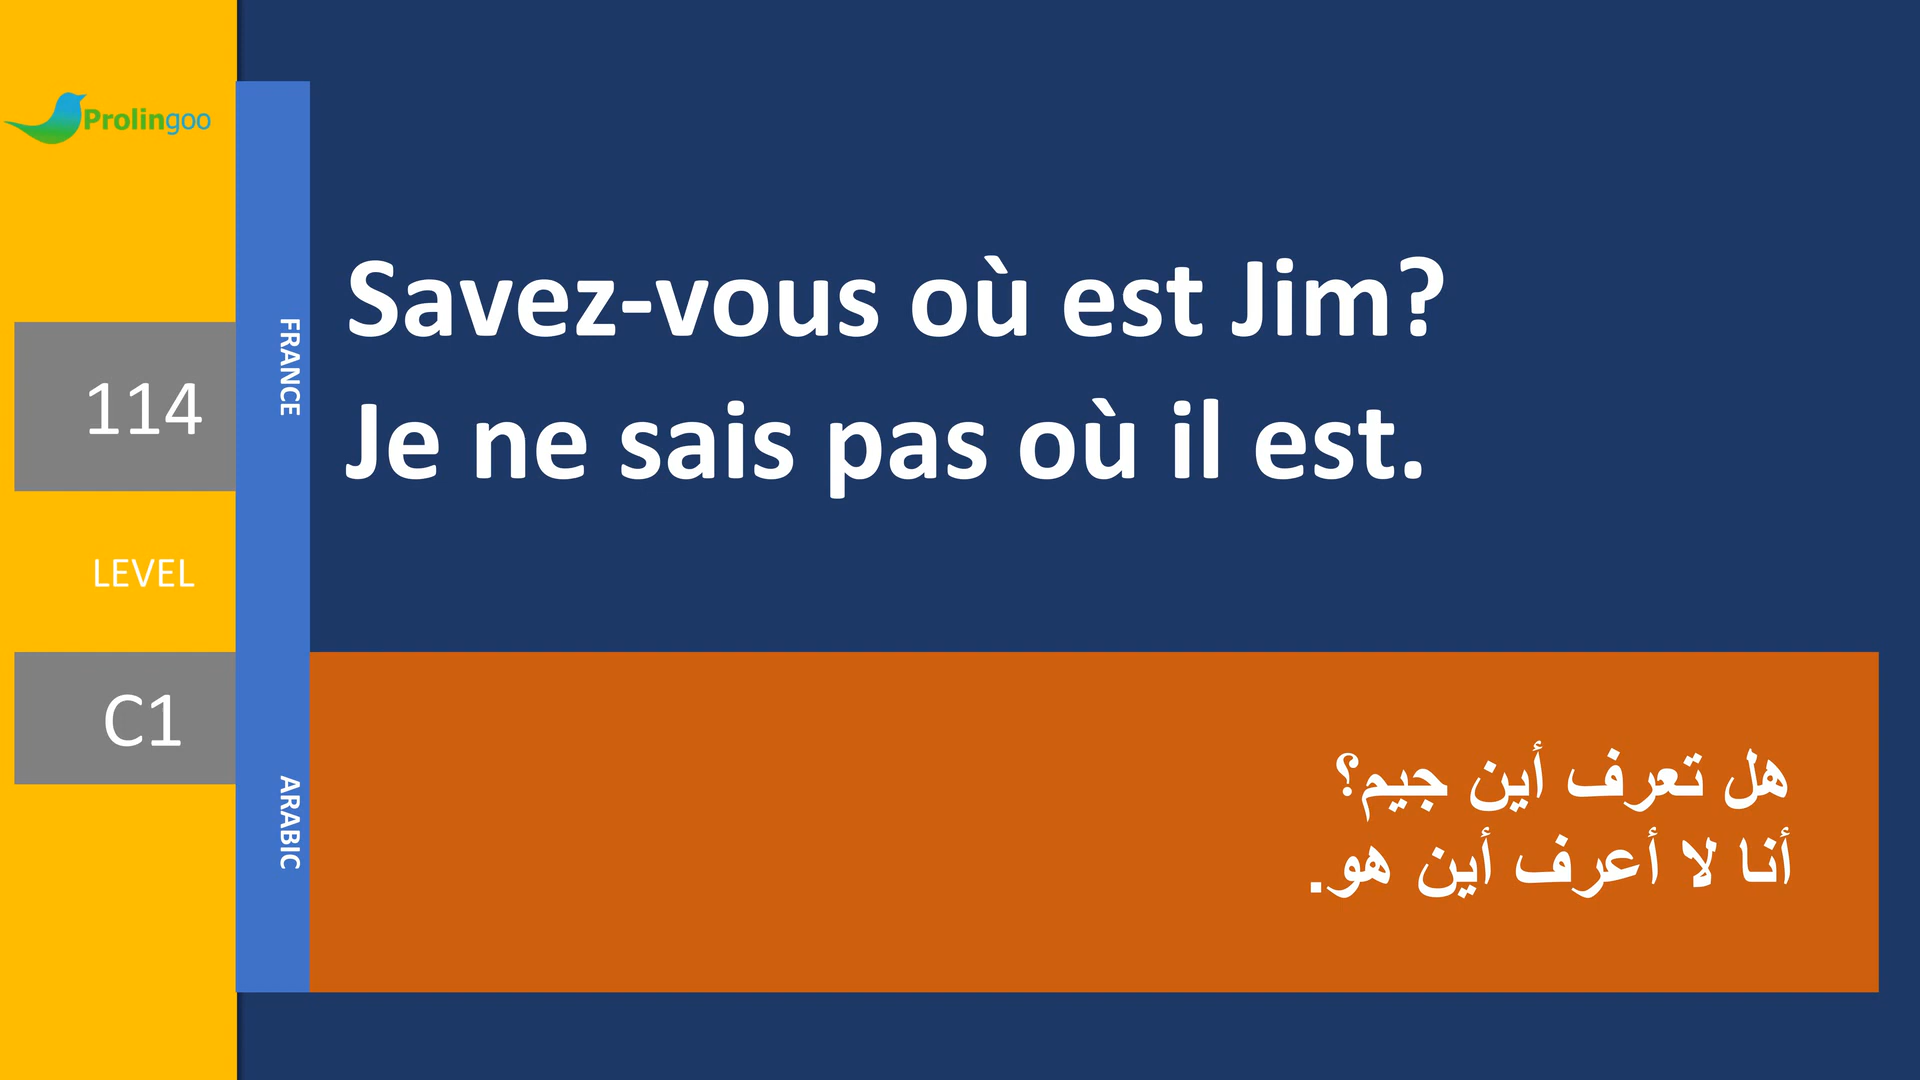 Prolingoo
114
LEVEL
C1
FRANCE
ARABIC
Savez-vous où est Jim?
Je ne sais pas où il est.
هل تعرف أين جيم؟
أنا لا أعرف أين هو.